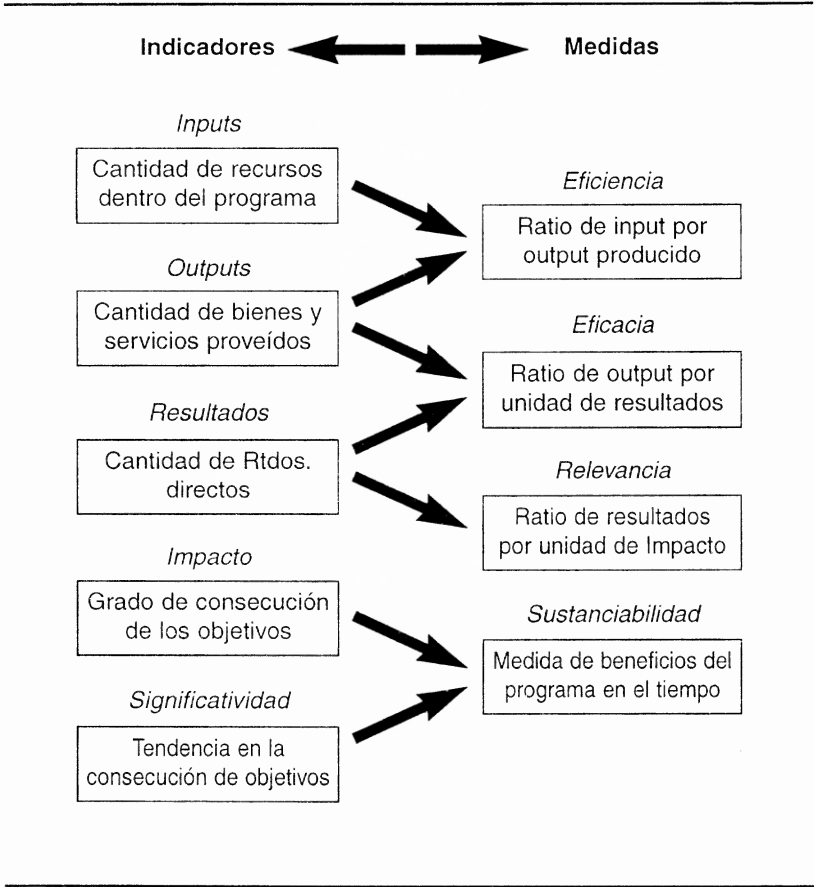 Indicadores
Medidas
Inputs
Cantidad de recursos
dentro del programa
Outputs
Cantidad de bienes y
servicios proveídos
Resultados
Cantidad de Rtdos.
directos
Impacto
Grado de consecución
de los objetivos
Significatividad
Tendencia en la
consecución de objetivos
Eficiencia
Ratio de input por
output producido
Eficacia
Ratio de output por
unidad de resultados
Relevancia
Ratio de resultados
por unidad de Impacto
Sustanciabilidad
Medida de beneficios del
programa en el tiempo